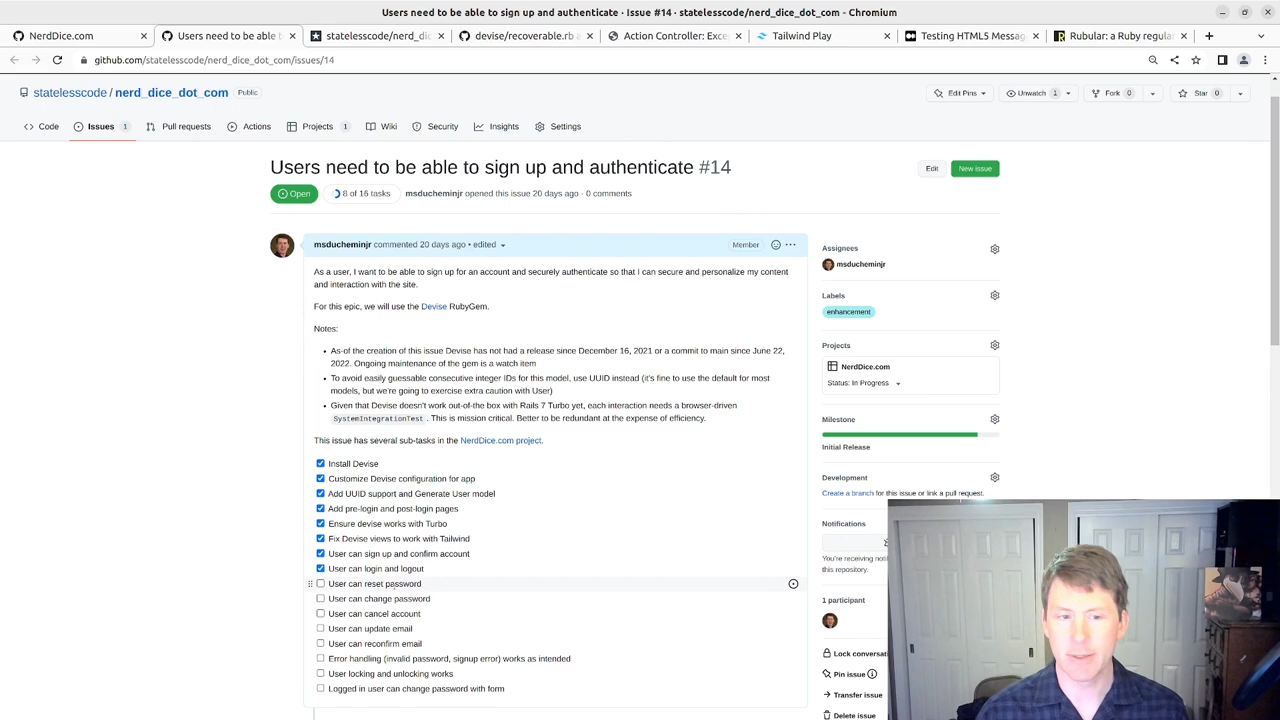 Users need to be able to sign up and authenticate · Issue #14 · statelesscode/nerd_dice_dot_com - Chromium
NerdDice.com
Users need to be able
statelesscode/nerd_dic
devise/recoverable.rb a
Action Controller: Exce
Tailwind Play
Testing HTML5 Messag
Rubular: a Ruby regula
github.com/statelesscode/nerd_dice_dot_com/issues/14
statelesscode / nerd_dice_dot_com Public
Edit Pins
Unwatch 1
Fork 0
Star 0
Code
Issues 1
Pull requests
Actions
Projects 1
Wiki
Security
Insights
Settings
Users need to be able to sign up and authenticate #14
Edit
New issue
Open
8 of 16 tasks
msducheminjr opened this issue 20 days ago · 0 comments
msducheminjr commented 20 days ago • edited
Member
As a user, I want to be able to sign up for an account and securely authenticate so that I can secure and personalize my content
and interaction with the site.
For this epic, we will use the Devise RubyGem.
Notes:
• As-of the creation of this issue Devise has not had a release since December 16, 2021 or a commit to main since June 22,
2022. Ongoing maintenance of the gem is a watch item
• To avoid easily guessable consecutive integer IDs for this model, use UUID instead (it's fine to use the default for most
models, but we're going to exercise extra caution with User)
• Given that Devise doesn't work out-of-the box with Rails 7 Turbo yet, each interaction needs a browser-driven
SystemIntegrationTest . This is mission critical. Better to be redundant at the expense of efficiency.
This issue has several sub-tasks in the NerdDice.com project.
Install Devise
Customize Devise configuration for app
Add UUID support and Generate User model
Add pre-login and post-login pages
Ensure devise works with Turbo
Fix Devise views to work with Tailwind
User can sign up and confirm account
User can login and logout
User can reset password
User can change password
User can cancel account
User can update email
User can reconfirm email
Error handling (invalid password, signup error) works as intended
User locking and unlocking works
Logged in user can change password with form
Assignees
msducheminjr
Labels
enhancement
Projects
NerdDice.com
Status: In Progress
Milestone
Initial Release
Development
Create a branch for this issue or link a pull request.
Notifications
You're receiving
this repository.
1 participant
Lock
Pin issue
Transfer issue
Delete issue